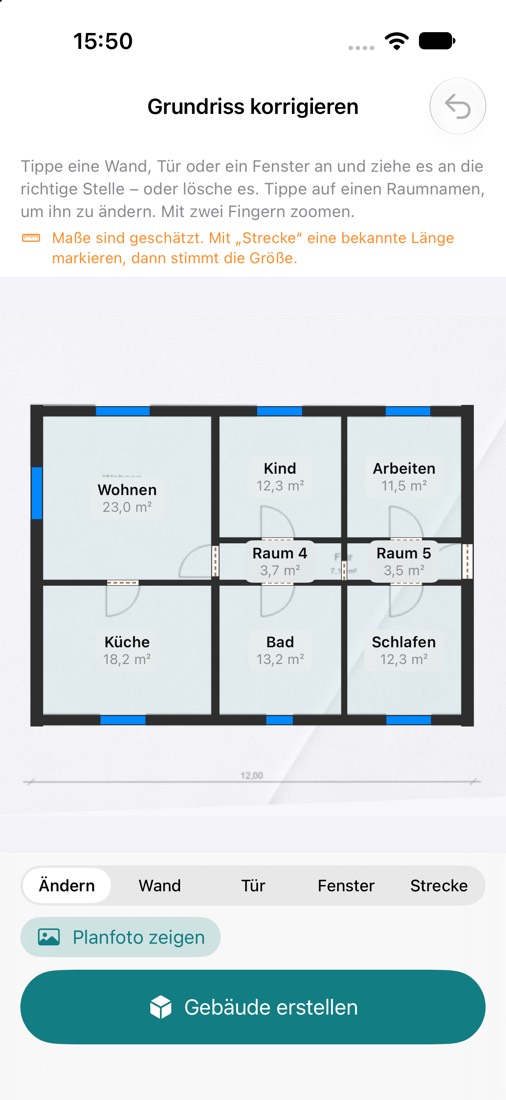 15:50
Grundriss korrigieren
Tippe eine Wand, Tür oder ein Fenster an und ziehe es an die
richtige Stelle – oder lösche es. Tippe auf einen Raumnamen,
um ihn zu ändern. Mit zwei Fingern zoomen.
Maße sind geschätzt. Mit „Strecke“ eine bekannte Länge
markieren, dann stimmt die Größe.
Kind
12,3 m²
Arbeiten
11,5 m²
Wohnen
23,0 m²
Raum 4
3,7 m²
Raum 5
3,5 m²
Küche
18,2 m²
Bad
13,2 m²
Schlafen
12,3 m²
12,00
Ändern
Wand
Tür
Fenster
Strecke
Planfoto zeigen
Gebäude erstellen